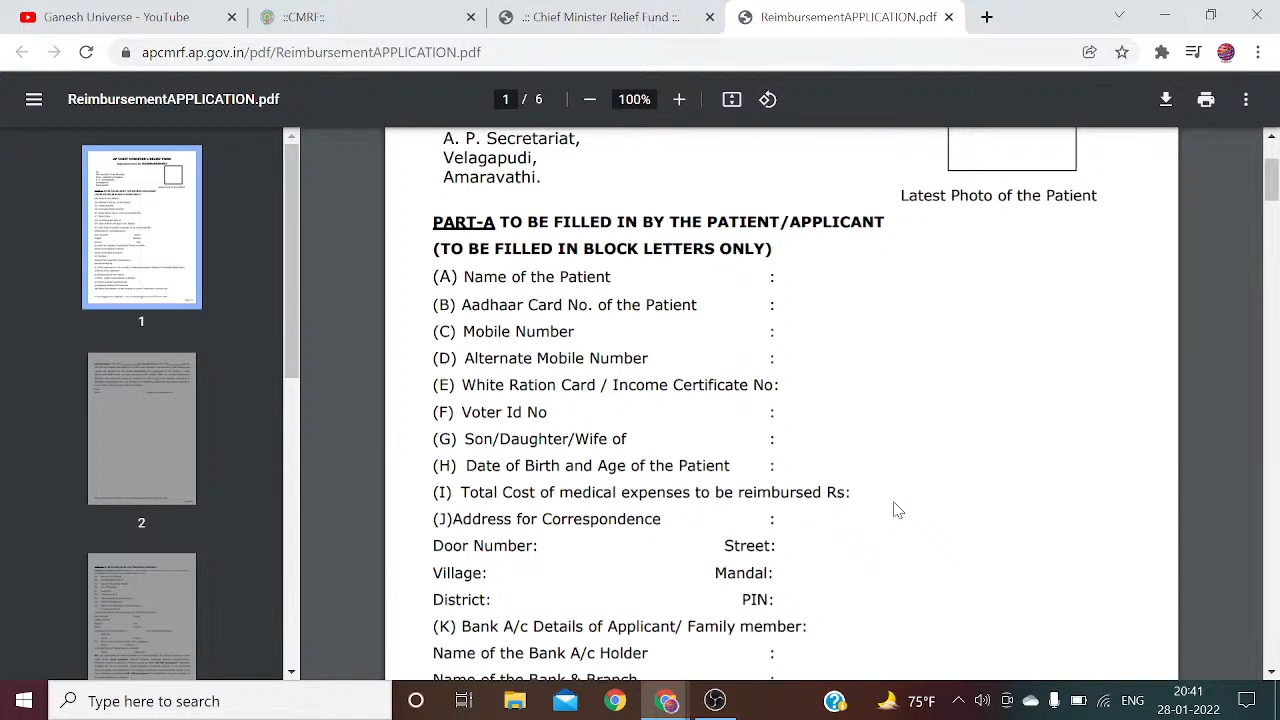 Ganesh Universe - YouTube
::CMRF::
:: Chief Minister Relief Fund ::
ReimbursementAPPLICATION.pdf
apcmrf.ap.gov.in/pdf/ReimbursementAPPLICATION.pdf
ReimbursementAPPLICATION.pdf
1 / 6
100%
A. P. Secretariat,
Velagapudi,
Amaravathi
Latest Photo of the Patient
TO BE FILLED BY THE PATIENT/APPLICANT
(TO BE FILLED IN BLOCK LETTERS ONLY)
(A) Name of the Patient :
(B) Aadhaar Card No. of the Patient :
(C) Mobile Number :
(D) Alternate Mobile Number :
(E) White Ration Card / Income Certificate No:
(F) Voter Id No :
(G) Son/Daughter/Wife of :
(H) Date of Birth and Age of the Patient :
(I) Total Cost of medical expenses to be reimbursed Rs:
(J)Address for Correspondence :
Door Number: Street:
Village: Mandal:
District: PIN:
Bank A/C Details of Applicant/ Family member
Name of the Account Holder :
Name of the Bank & Branch :
1
2
Type here to search
75°F
ENG
20:41
28-01-2022